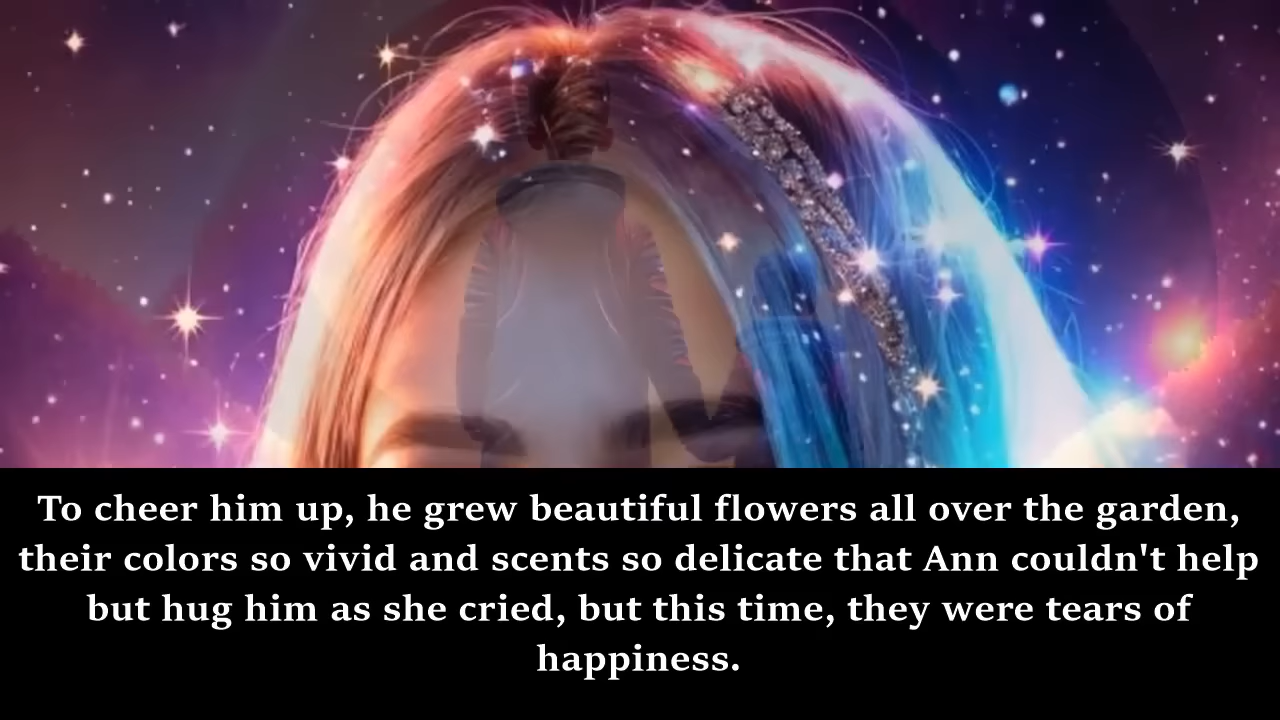 To cheer him up, he grew beautiful flowers all over the garden,
their colors so vivid and scents so delicate that Ann couldn't help
but hug him as she cried, but this time, they were tears of
happiness.